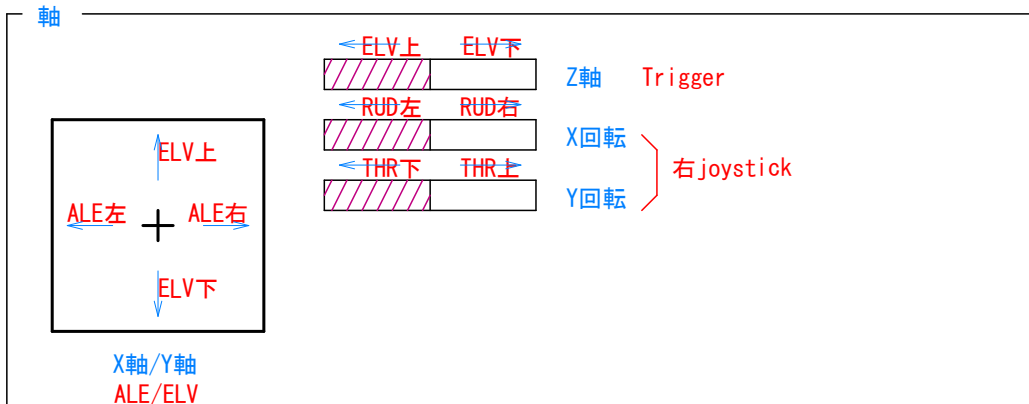 軸
ELV上 ELV下
Z軸 Trigger
RUD左 RUD右
X回転
THR下 THR上
Y回転
右joystick
ELV上
ALE左 ALE右
ELV下
X軸/Y軸
ALE/ELV